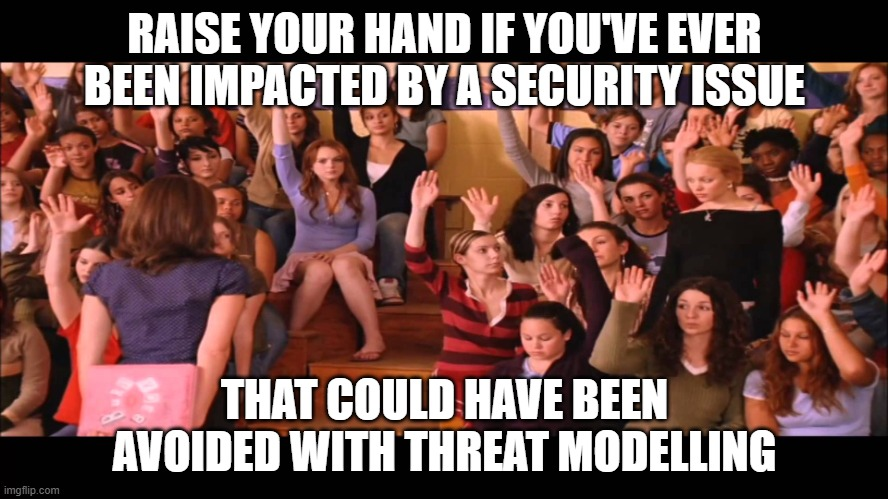 RAISE YOUR HAND IF YOU'VE EVER
BEEN IMPACTED BY A SECURITY ISSUE
THAT COULD HAVE BEEN
AVOIDED WITH THREAT MODELLING
imgflip.com